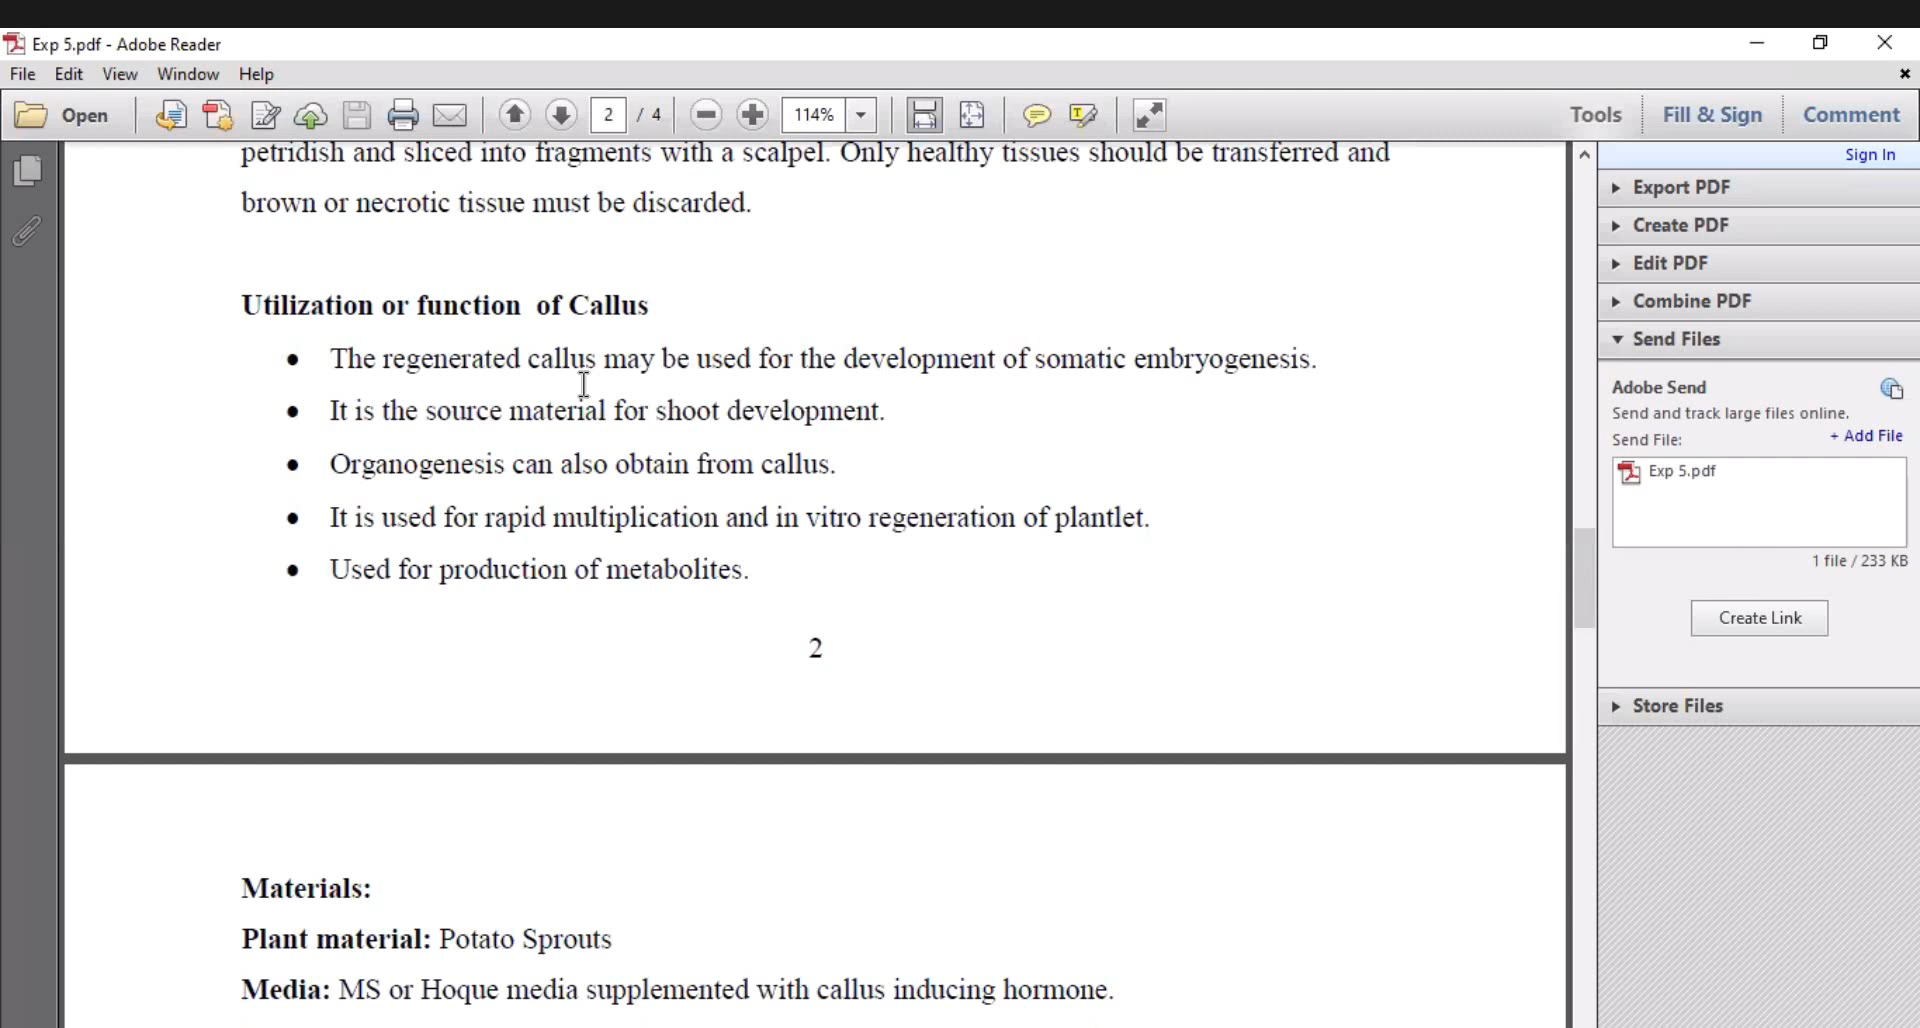 Exp 5.pdf - Adobe Reader
File Edit View Window Help
Open 2 / 4 114% Tools Fill & Sign Comment
petridish and sliced into fragments with a scalpel. Only healthy tissues should be transferred and
brown or necrotic tissue must be discarded.
Utilization or function of Callus
• The regenerated callus may be used for the development of somatic embryogenesis.
• It is the source material for shoot development.
• Organogenesis can also obtain from callus.
• It is used for rapid multiplication and in vitro regeneration of plantlet.
• Used for production of metabolites.
2
Materials:
Plant material: Potato Sprouts
Media: MS or Hoque media supplemented with callus inducing hormone.
Sign In
Export PDF
Create PDF
Edit PDF
Combine PDF
Send Files
Adobe Send
Send and track large files online.
Send File: + Add File
Exp 5.pdf
1 file / 233 KB
Create Link
Store Files